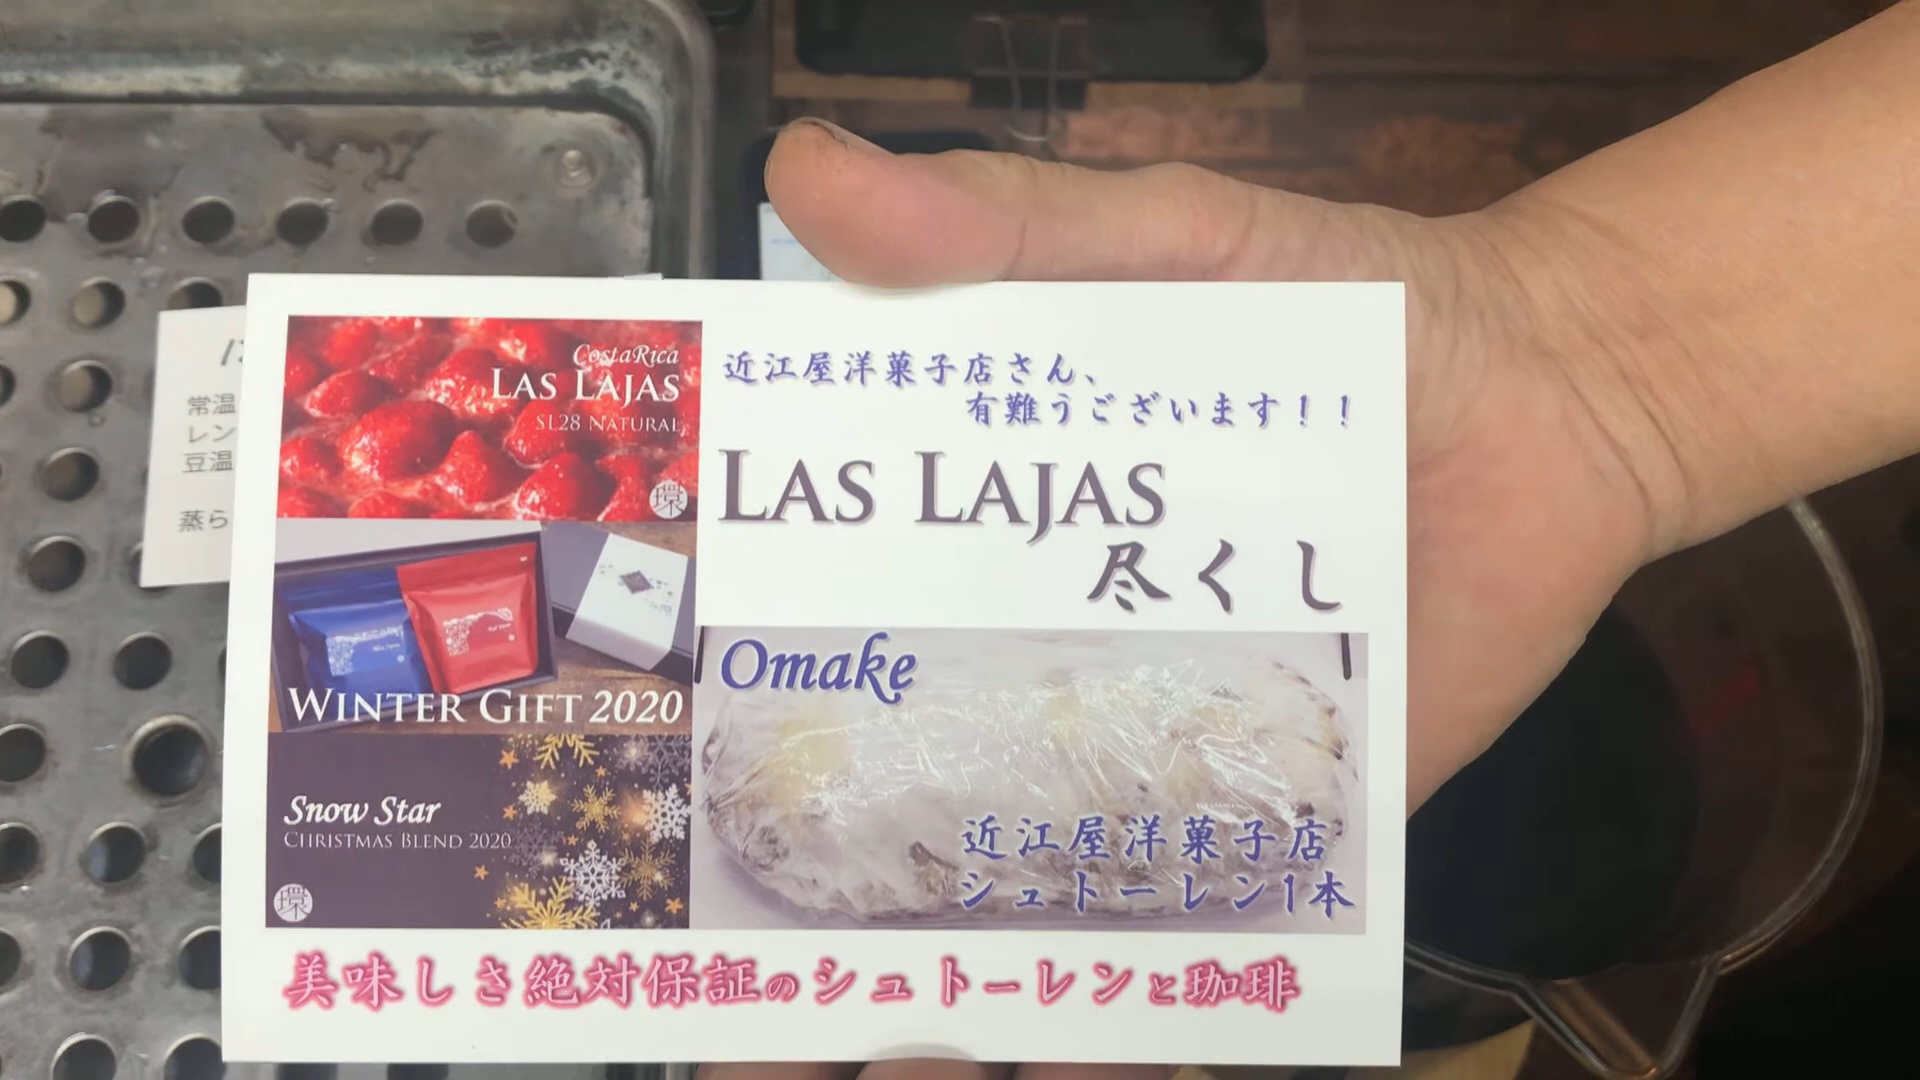 常温
レン
豆温
蒸ら
CostaRica
LAS LAJAS
SL28 NATURAL
環
WINTER GIFT 2020
Snow Star
CHRISTMAS BLEND 2020
環
近江屋洋菓子店さん、
有難うございます!!
LAS LAJAS
尽くし
Omake
近江屋洋菓子店
シュトーレン1本
美味しさ絶対保証のシュトーレンと珈琲